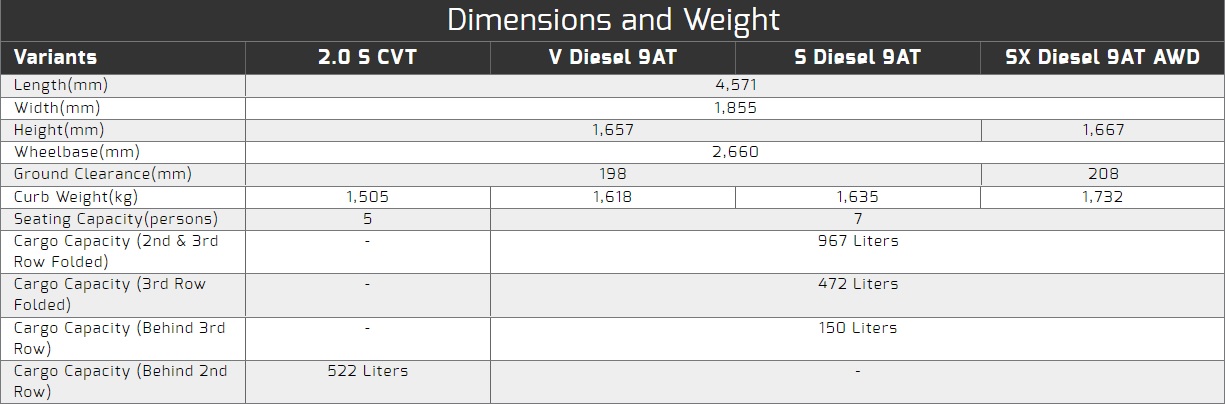 Dimensions and Weight
Variants 2.0 S CVT V Diesel 9AT S Diesel 9AT SX Diesel 9AT AWD
Length(mm) 4,571
Width(mm) 1,855
Height(mm) 1,657 1,667
Wheelbase(mm) 2,660
Ground Clearance(mm) 198 208
Curb Weight(kg) 1,505 1,618 1,635 1,732
Seating Capacity(persons) 5 7
Cargo Capacity (2nd & 3rd - 967 Liters
Row Folded)
Cargo Capacity (3rd Row - 472 Liters
Folded)
Cargo Capacity (Behind 3rd - 150 Liters
Row)
Cargo Capacity (Behind 2nd 522 Liters -
Row)